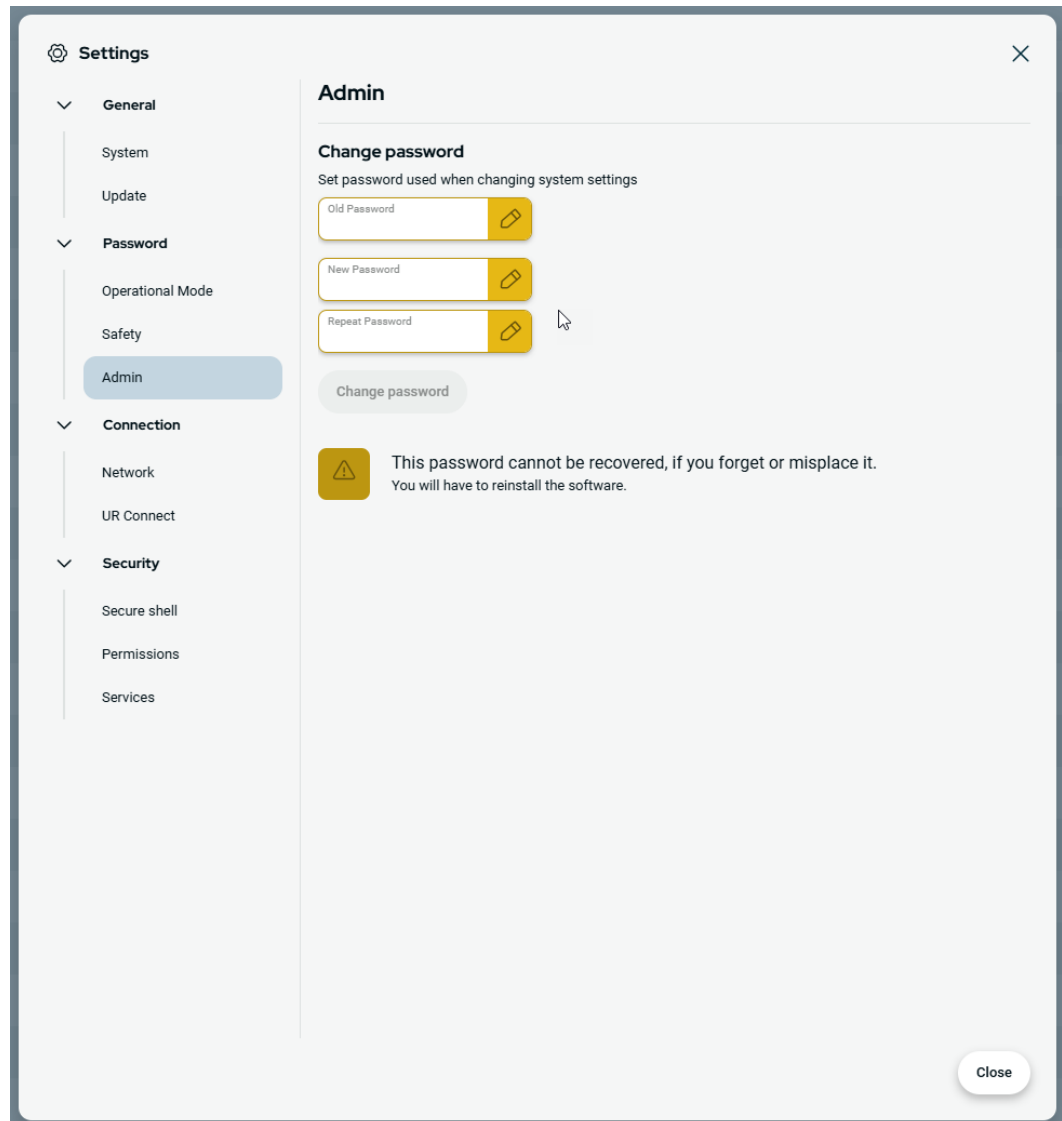 Settings
General
System
Update
Password
Operational Mode
Safety
Admin
Connection
Network
UR Connect
Security
Secure shell
Permissions
Services
Admin
Change password
Set password used when changing system settings
Old Password
New Password
Repeat Password
Change password
This password cannot be recovered, if you forget or misplace it.
You will have to reinstall the software.
Close